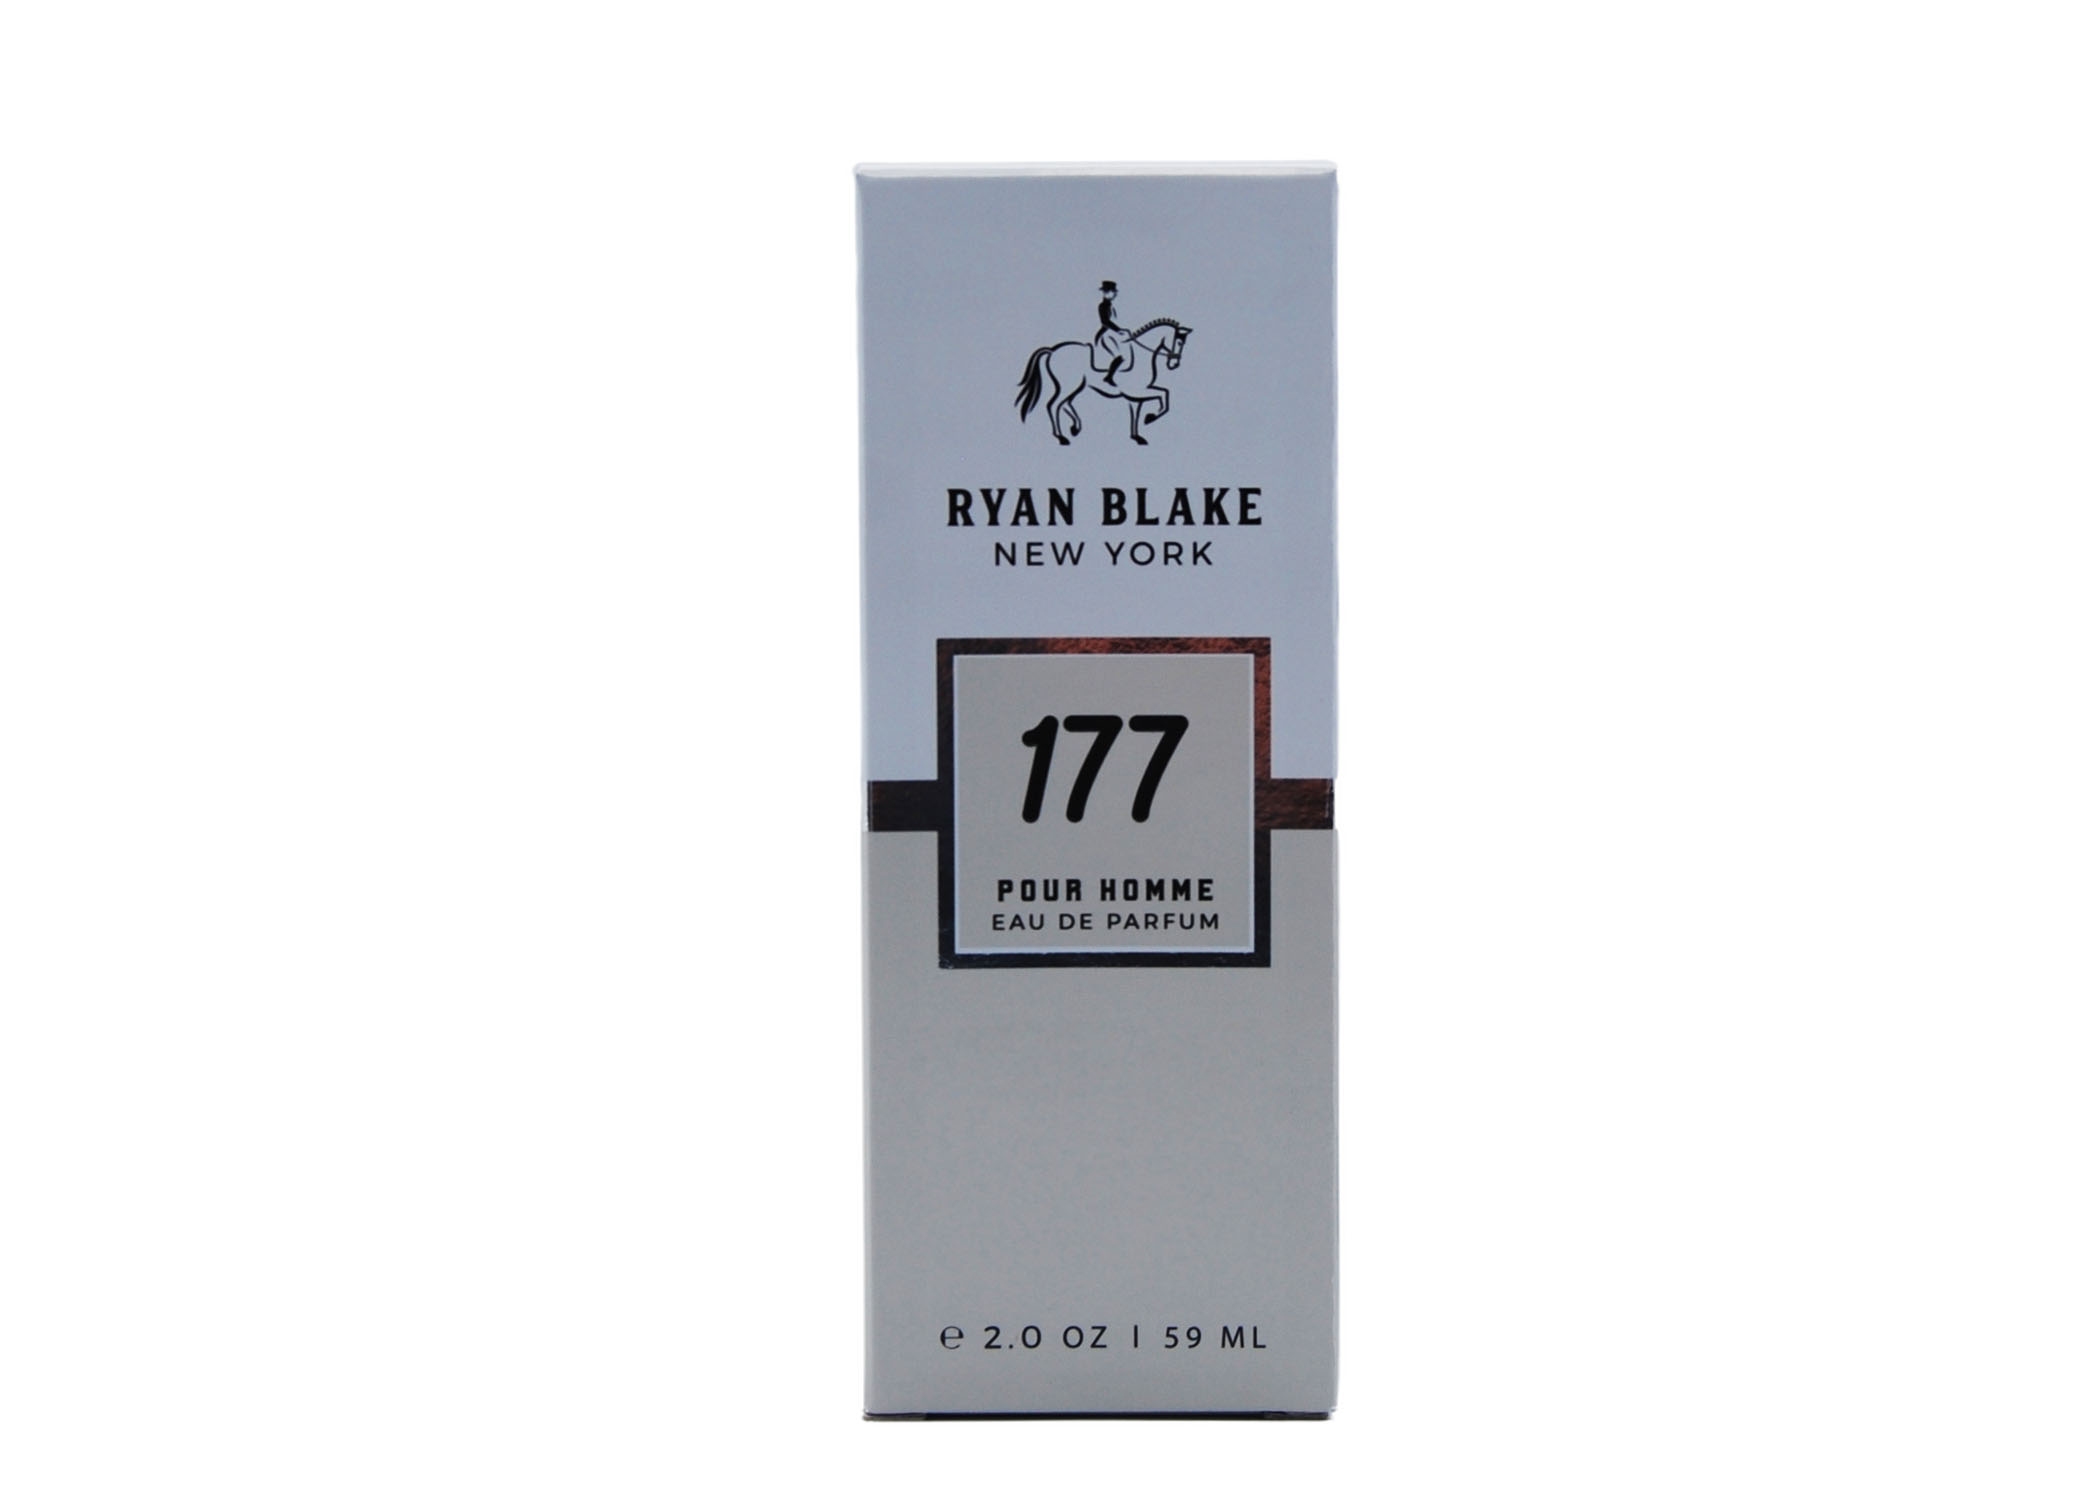 RYAN BLAKE
NEW YORK
177
POUR HOMME
EAU DE PARFUM
℮ 2.0 OZ | 59 ML